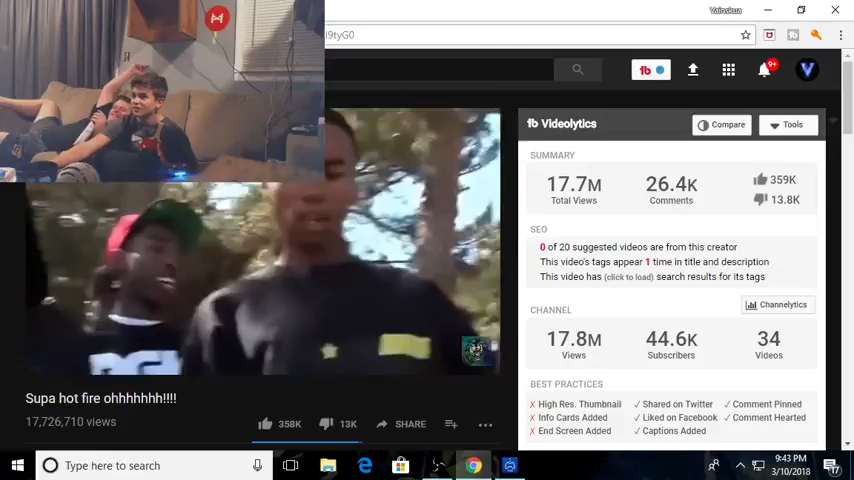 Vainskua
l9tyG0
9+
Videolytics
Compare
Tools
SUMMARY
17.7M
Total Views
26.4K
Comments
359K
13.8K
SEO
0 of 20 suggested videos are from this creator
This video's tags appear 1 time in title and description
This video has (click to load) search results for its tags
CHANNEL
Channelytics
17.8M
Views
44.6K
Subscribers
34
Videos
BEST PRACTICES
✗ High Res. Thumbnail
✓ Shared on Twitter
✓ Comment Pinned
✗ Info Cards Added
✓ Liked on Facebook
✓ Comment Hearted
✗ End Screen Added
✓ Captions Added
Supa hot fire ohhhhhhh!!!!
17,726,710 views
358K
13K
SHARE
Type here to search
9:43 PM
3/10/2018
17